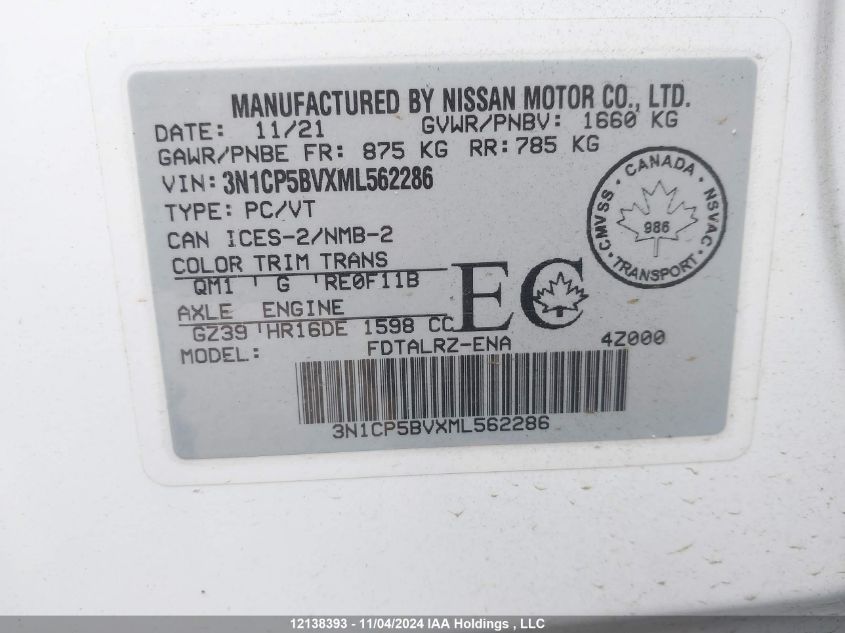 MANUFACTURED BY NISSAN MOTOR CO., LTD.
DATE: 11/21 GVWR/PNBV: 1660 KG
GAWR/PNBE FR: 875 KG RR: 785 KG
VIN: 3N1CP5BVXML562286
TYPE: PC/VT
CAN ICES-2/NMB-2
COLOR TRIM TRANS
QM1 G RE0F11B
AXLE ENGINE
GZ39 HR16DE 1598 CC
MODEL: FDTALRZ-ENA 4Z000
EC
3N1CP5BVXML562286
CANADA
CMVSS • NSVAC
986
TRANSPORT
12138393 - 11/04/2024 IAA Holdings , LLC